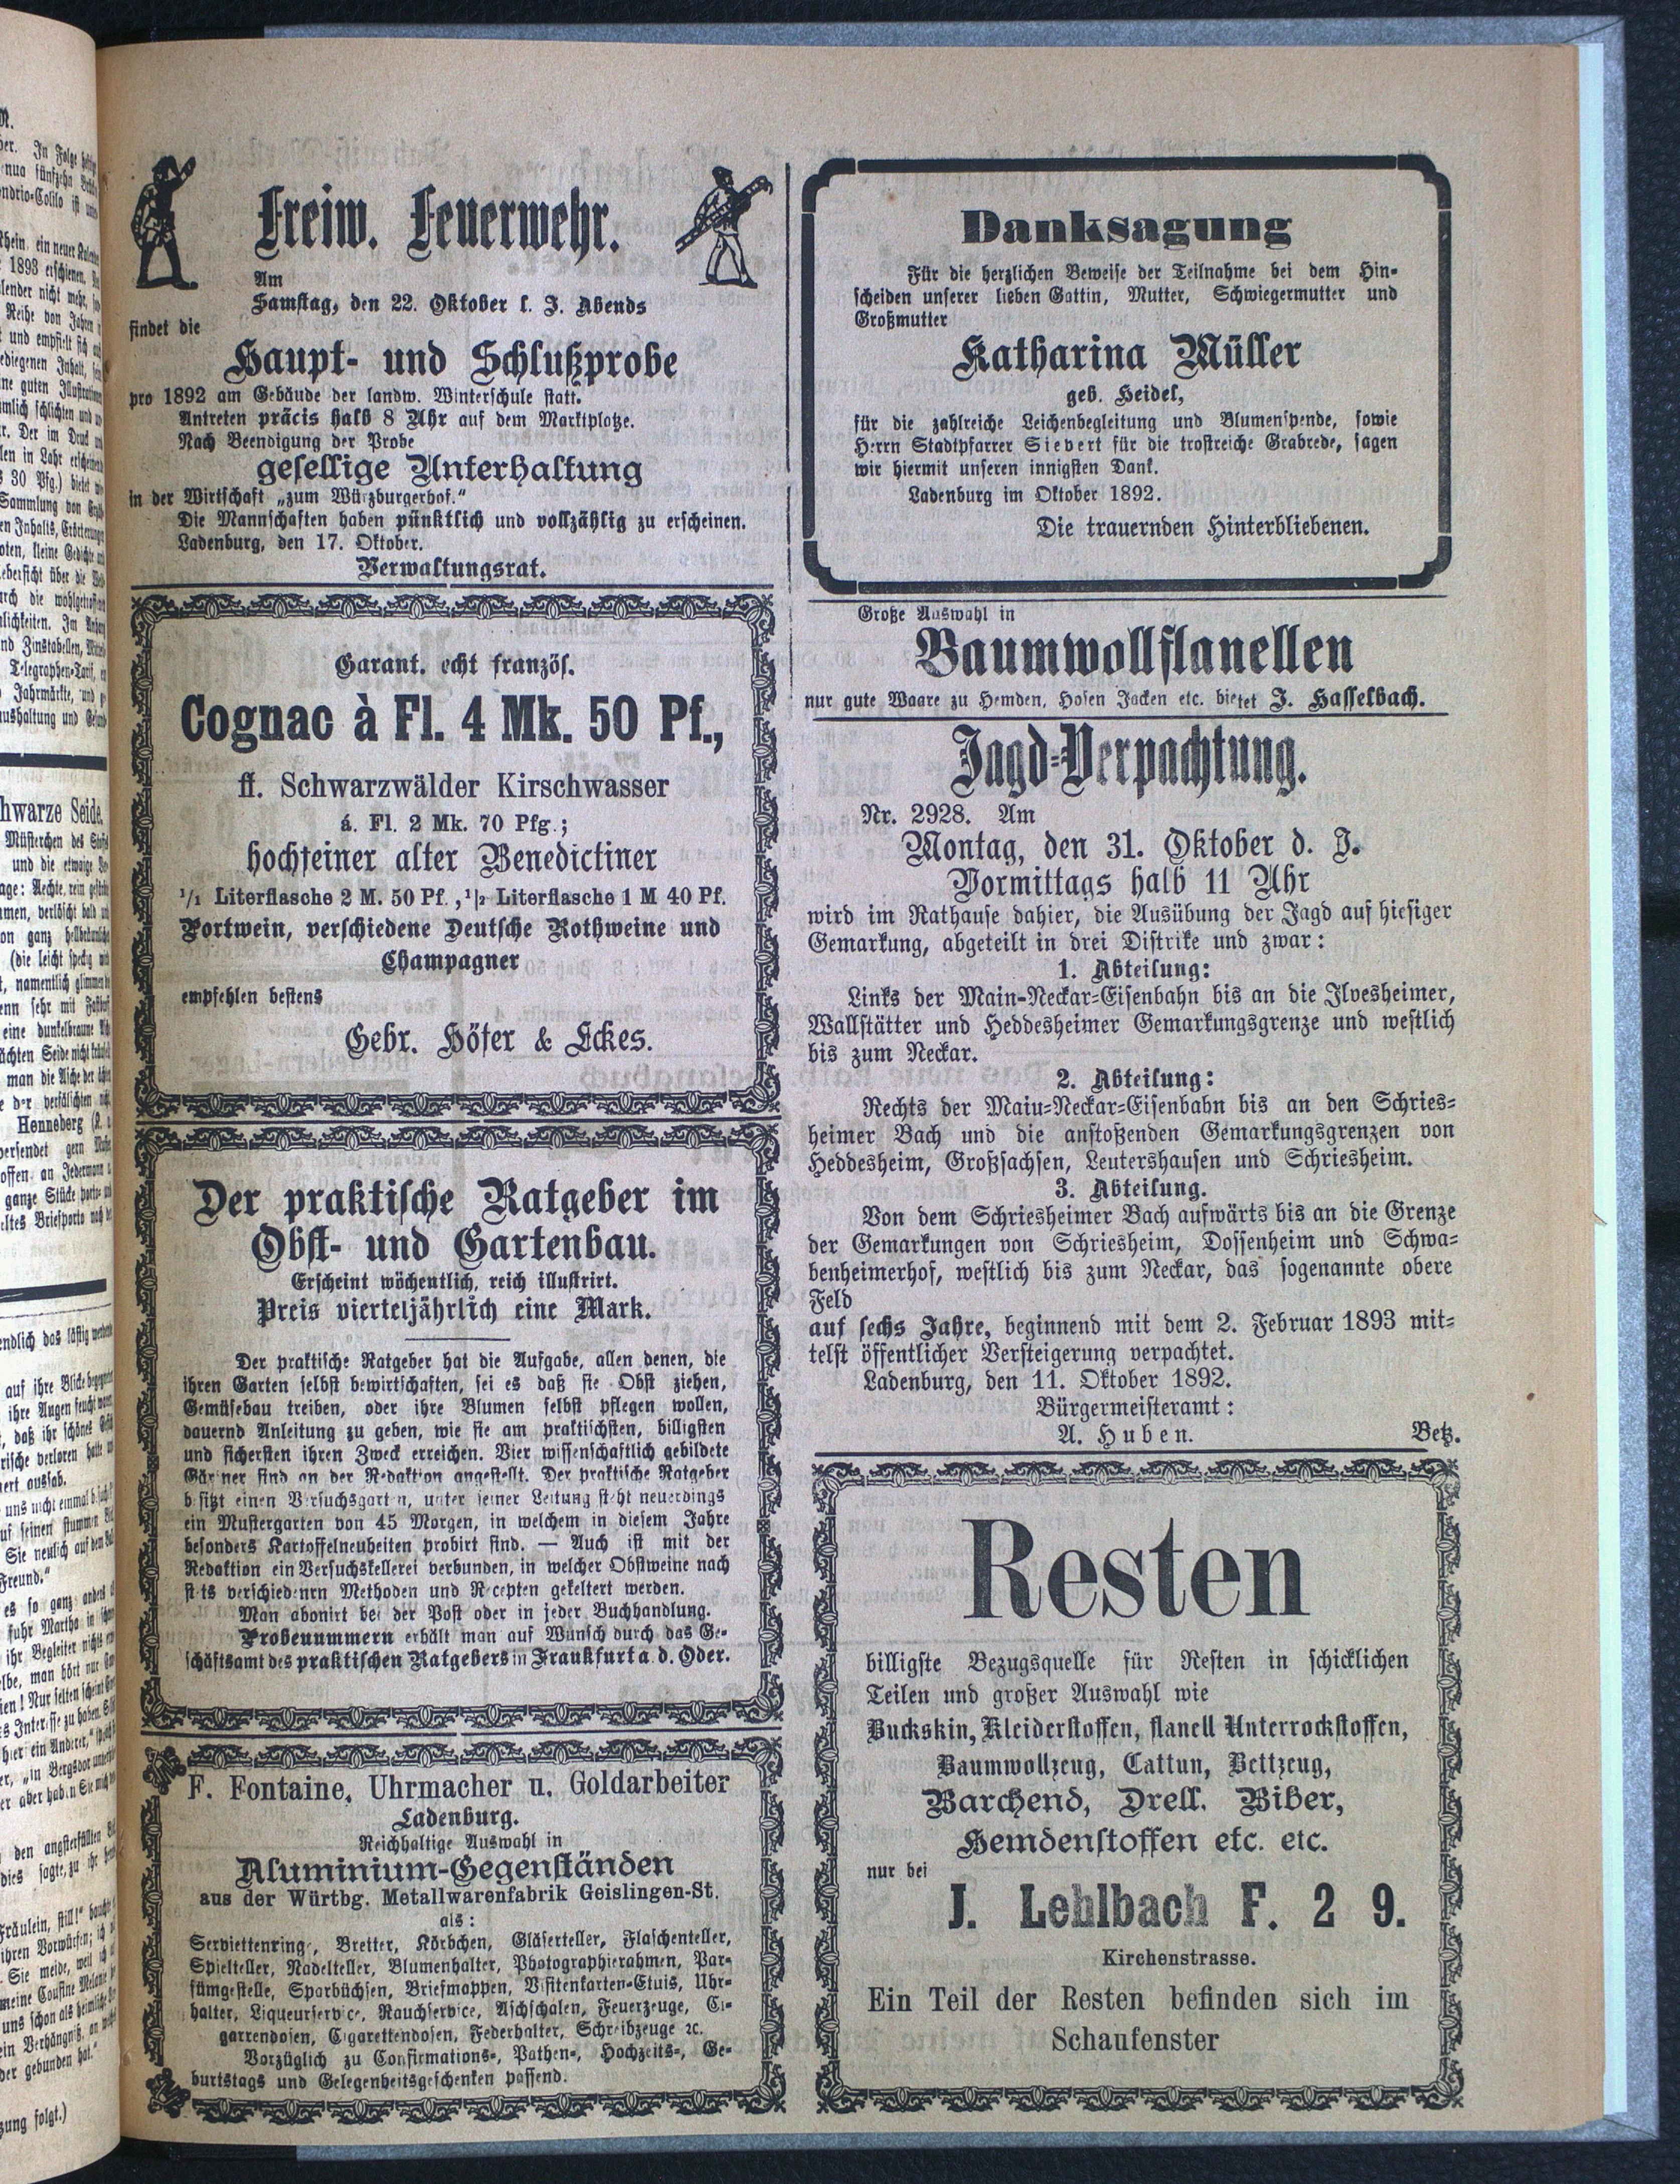 Freiw. Feuerwehr.
Am
Samstag, den 22. Oktober l. J. Abends
findet die
Haupt- und Schlußprobe
pro 1892 am Gebäude der landw. Winterschule statt.
Antreten präcis halb 8 Uhr auf dem Marktplatze.
Nach Beendigung der Probe
gesellige Unterhaltung
in der Wirtschaft „zum Würzburgerhof.“
Die Mannschaften haben pünktlich und vollzählig zu erscheinen.
Ladenburg, den 17. Oktober.
Verwaltungsrat.
Garant. echt französ.
Cognac à Fl. 4 Mk. 50 Pf.,
ff. Schwarzwälder Kirschwasser
á. Fl. 2 Mk. 70 Pfg.;
hochfeiner alter Benedictiner
1/1 Literflasche 2 M. 50 Pf., 1/2 Literflasche 1 M 40 Pf.
Portwein, verschiedene Deutsche Rothweine und
Champagner
empfehlen bestens
Gebr. Höfer & Eckes.
Der praktische Ratgeber im
Obst- und Gartenbau.
Erscheint wöchentlich, reich illustrirt.
Preis vierteljährlich eine Mark.
Der praktische Ratgeber hat die Aufgabe, allen denen, die
ihren Garten selbst bewirtschaften, sei es daß sie Obst ziehen,
Gemüsebau treiben, oder ihre Blumen selbst pflegen wollen,
dauernd Anleitung zu geben, wie sie am praktischsten, billigsten
und sichersten ihren Zweck erreichen. Vier wissenschaftlich gebildete
Gärtner sind an der Redaktion angestellt. Der praktische Ratgeber
besitzt einen Versuchsgarten, unter seiner Leitung steht neuerdings
ein Mustergarten von 45 Morgen, in welchem in diesem Jahre
besonders Kartoffelneuheiten probirt sind. — Auch ist mit der
Redaktion ein Versuchskellerei verbunden, in welcher Obstweine nach
stets verschiedenen Methoden und Recepten gekeltert werden.
Man abonirt bei der Post oder in jeder Buchhandlung.
Probenummern erhält man auf Wunsch durch das Ge-
schäftsamt des praktischen Ratgebers in Frankfurt a. d. Oder.
F. Fontaine, Uhrmacher u. Goldarbeiter
Ladenburg.
Reichhaltige Auswahl in
Aluminium-Gegenständen
aus der Würtbg. Metallwarenfabrik Geislingen-St.
als:
Serviettenring, Bretter, Körbchen, Gläserteller, Flaschenteller,
Spielteller, Nadelteller, Blumenhalter, Photographierahmen, Par-
fümgestelle, Sparbüchsen, Briefmappen, Visitenkarten-Etuis, Uhr-
halter, Liqueurservice, Rauchservice, Aschschalen, Feuerzeuge, Ci-
garrendosen, Cigarettendosen, Federhalter, Schreibzeuge ꝛc.
Vorzüglich zu Confirmations-, Pathen-, Hochzeits-, Ge-
burtstags und Gelegenheitsgeschenken passend.
Danksagung
Für die herzlichen Beweise der Teilnahme bei dem Hin-
scheiden unserer lieben Gattin, Mutter, Schwiegermutter und
Großmutter
Katharina Müller
geb. Heidel,
für die zahlreiche Leichenbegleitung und Blumenspende, sowie
Herrn Stadtpfarrer Sievert für die trostreiche Grabrede, sagen
wir hiermit unseren innigsten Dank.
Ladenburg im Oktober 1892.
Die trauernden Hinterbliebenen.
Große Auswahl in
Baumwollflanellen
nur gute Waare zu Hemden, Hosen Jacken etc. bietet J. Hasselbach.
Jagd-Verpachtung.
Nr. 2928. Am
Montag, den 31. Oktober d. J.
Vormittags halb 11 Uhr
wird im Rathause dahier, die Ausübung der Jagd auf hiesiger
Gemarkung, abgeteilt in drei Distrikte und zwar:
1. Abteilung:
Links der Main-Neckar-Eisenbahn bis an die Ilvesheimer,
Wallstätter und Heddesheimer Gemarkungsgrenze und westlich
bis zum Neckar.
2. Abteilung:
Rechts der Maiu-Neckar-Eisenbahn bis an den Schries-
heimer Bach und die anstoßenden Gemarkungsgrenzen von
Heddesheim, Großsachsen, Leutershausen und Schriesheim.
3. Abteilung.
Von dem Schriesheimer Bach aufwärts bis an die Grenze
der Gemarkungen von Schriesheim, Dossenheim und Schwa-
benheimerhof, westlich bis zum Neckar, das sogenannte obere
Feld
auf sechs Jahre, beginnend mit dem 2. Februar 1893 mit-
telst öffentlicher Versteigerung verpachtet.
Ladenburg, den 11. Oktober 1892.
Bürgermeisteramt:
A. Huben.
Betz.
Resten
billigste Bezugsquelle für Resten in schicklichen
Teilen und großer Auswahl wie
Buckskin, Kleiderstoffen, flanell Unterrockstoffen,
Baumwollzeug, Cattun, Bettzeug,
Barchend, Drell. Biber,
Hemdenstoffen etc. etc.
nur bei
J. Lehlbach F. 2 9.
Kirchenstrasse.
Ein Teil der Resten befinden sich im
Schaufenster